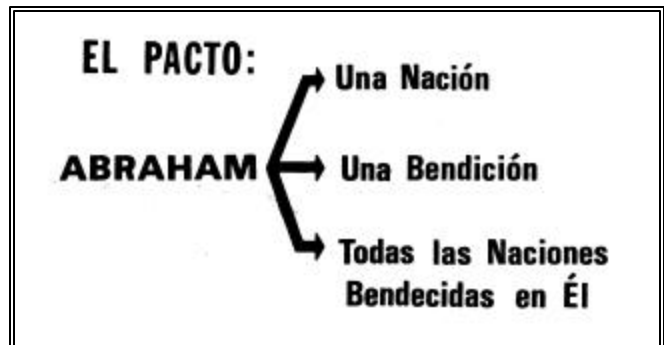 EL PACTO:
Una Nación
ABRAHAM
Una Bendición
Todas las Naciones
Bendecidas en Él